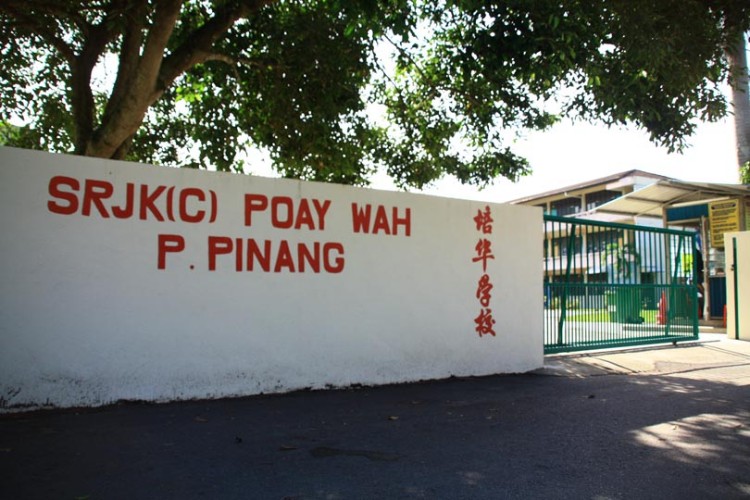 SRJK(C) POAY WAH
P. PINANG
培华学校